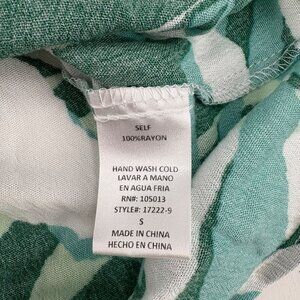 SELF
100%RAYON
HAND WASH COLD
LAVAR A MANO
EN AGUA FRIA
RN#: 105013
STYLE#: 17222-9
S
MADE IN CHINA
HECHO EN CHINA